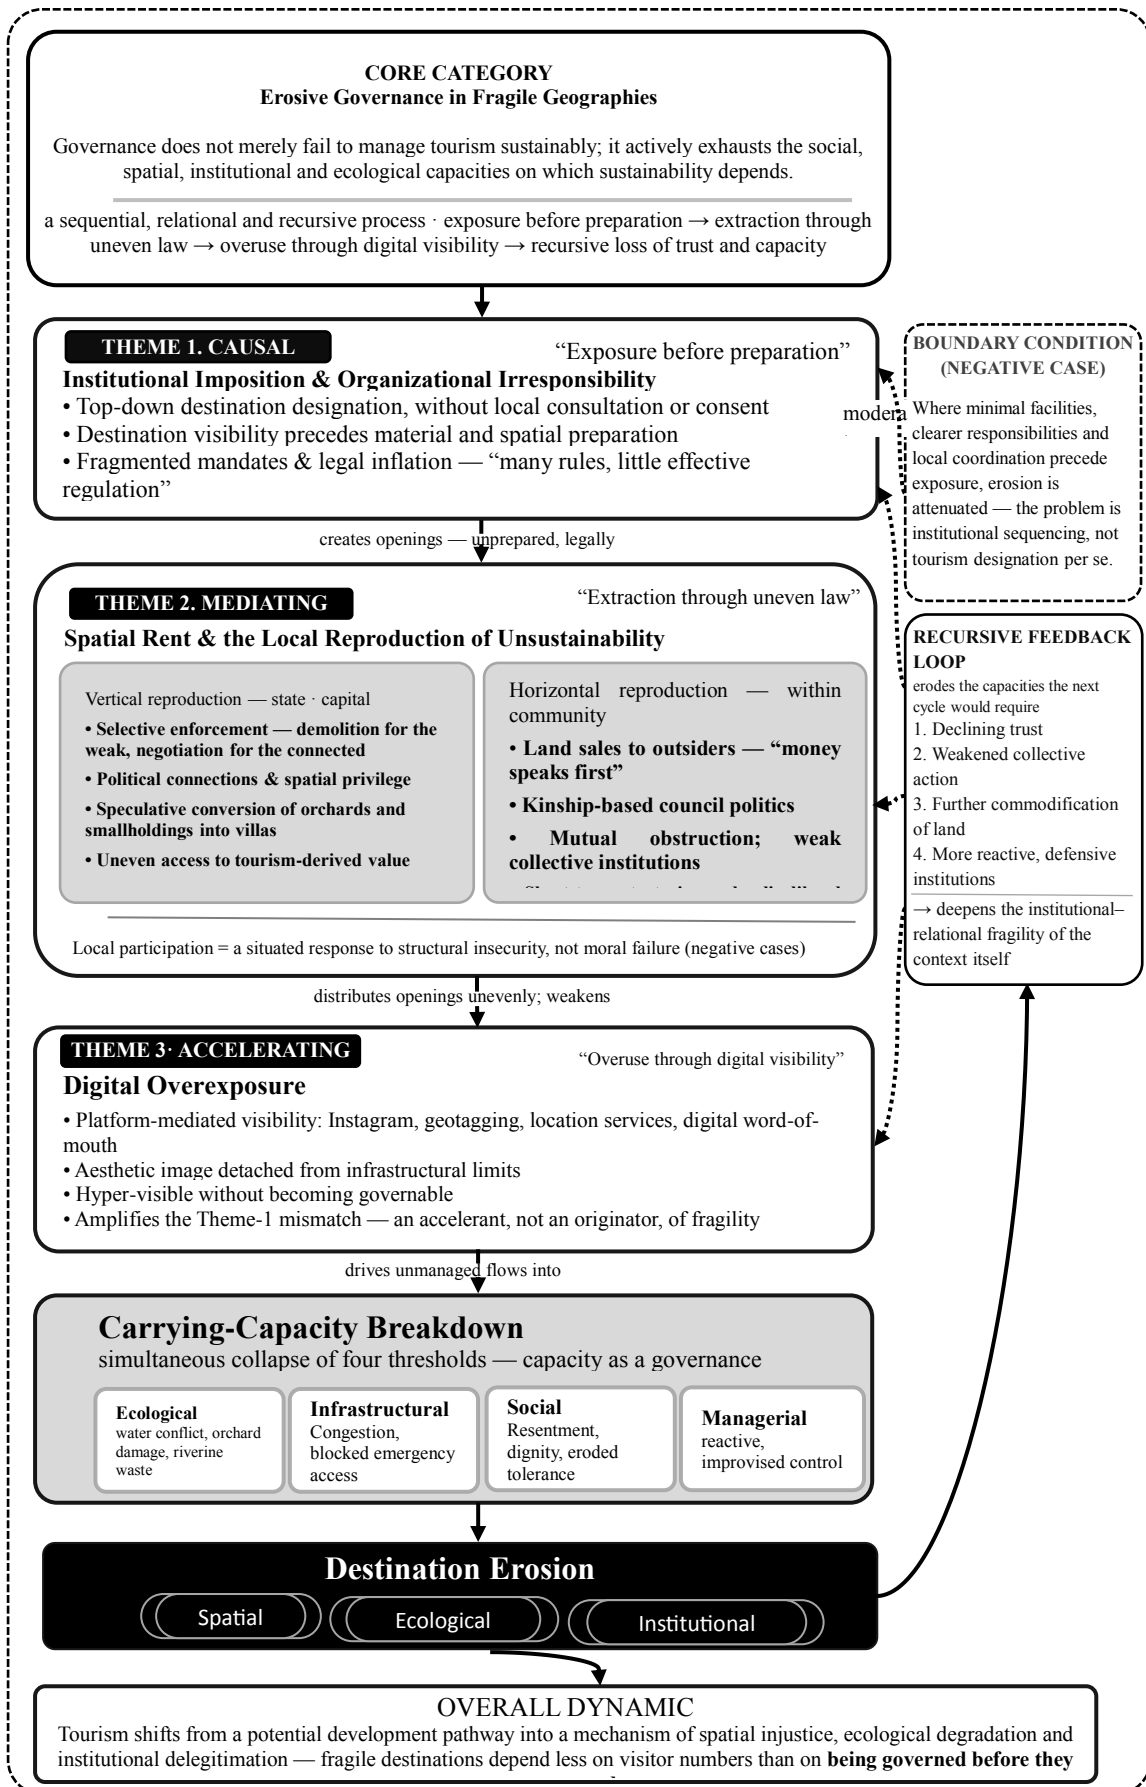 CORE CATEGORY
Erosive Governance in Fragile Geographies
Governance does not merely fail to manage tourism sustainably; it actively exhausts the social,
spatial, institutional and ecological capacities on which sustainability depends.
a sequential, relational and recursive process · exposure before preparation → extraction through
uneven law → overuse through digital visibility → recursive loss of trust and capacity
THEME 1. CAUSAL
“Exposure before preparation”
Institutional Imposition & Organizational Irresponsibility
• Top-down destination designation, without local consultation or consent
• Destination visibility precedes material and spatial preparation
• Fragmented mandates & legal inflation — “many rules, little effective
regulation”
modera
BOUNDARY CONDITION
(NEGATIVE CASE)
Where minimal facilities,
clearer responsibilities and
local coordination precede
exposure, erosion is
attenuated — the problem is
institutional sequencing, not
tourism designation per se.
creates openings — unprepared, legally
THEME 2. MEDIATING
“Extraction through uneven law”
Spatial Rent & the Local Reproduction of Unsustainability
Vertical reproduction — state · capital
• Selective enforcement — demolition for the
weak, negotiation for the connected
• Political connections & spatial privilege
• Speculative conversion of orchards and
smallholdings into villas
• Uneven access to tourism-derived value
Horizontal reproduction — within
community
• Land sales to outsiders — “money
speaks first”
• Kinship-based council politics
• Mutual obstruction; weak
collective institutions
Local participation = a situated response to structural insecurity, not moral failure (negative cases)
RECURSIVE FEEDBACK
LOOP
erodes the capacities the next
cycle would require
1. Declining trust
2. Weakened collective
action
3. Further commodification
of land
4. More reactive, defensive
institutions
→ deepens the institutional–
relational fragility of the
context itself
distributes openings unevenly; weakens
THEME 3· ACCELERATING
“Overuse through digital visibility”
Digital Overexposure
• Platform-mediated visibility: Instagram, geotagging, location services, digital word-of-
mouth
• Aesthetic image detached from infrastructural limits
• Hyper-visible without becoming governable
• Amplifies the Theme-1 mismatch — an accelerant, not an originator, of fragility
drives unmanaged flows into
Carrying-Capacity Breakdown
simultaneous collapse of four thresholds — capacity as a governance
Ecological
water conflict, orchard
damage, riverine
waste
Infrastructural
Congestion,
blocked emergency
access
Social
Resentment,
dignity, eroded
tolerance
Managerial
reactive,
improvised control
Destination Erosion
Spatial
Ecological
Institutional
OVERALL DYNAMIC
Tourism shifts from a potential development pathway into a mechanism of spatial injustice, ecological degradation and
institutional delegitimation — fragile destinations depend less on visitor numbers than on being governed before they